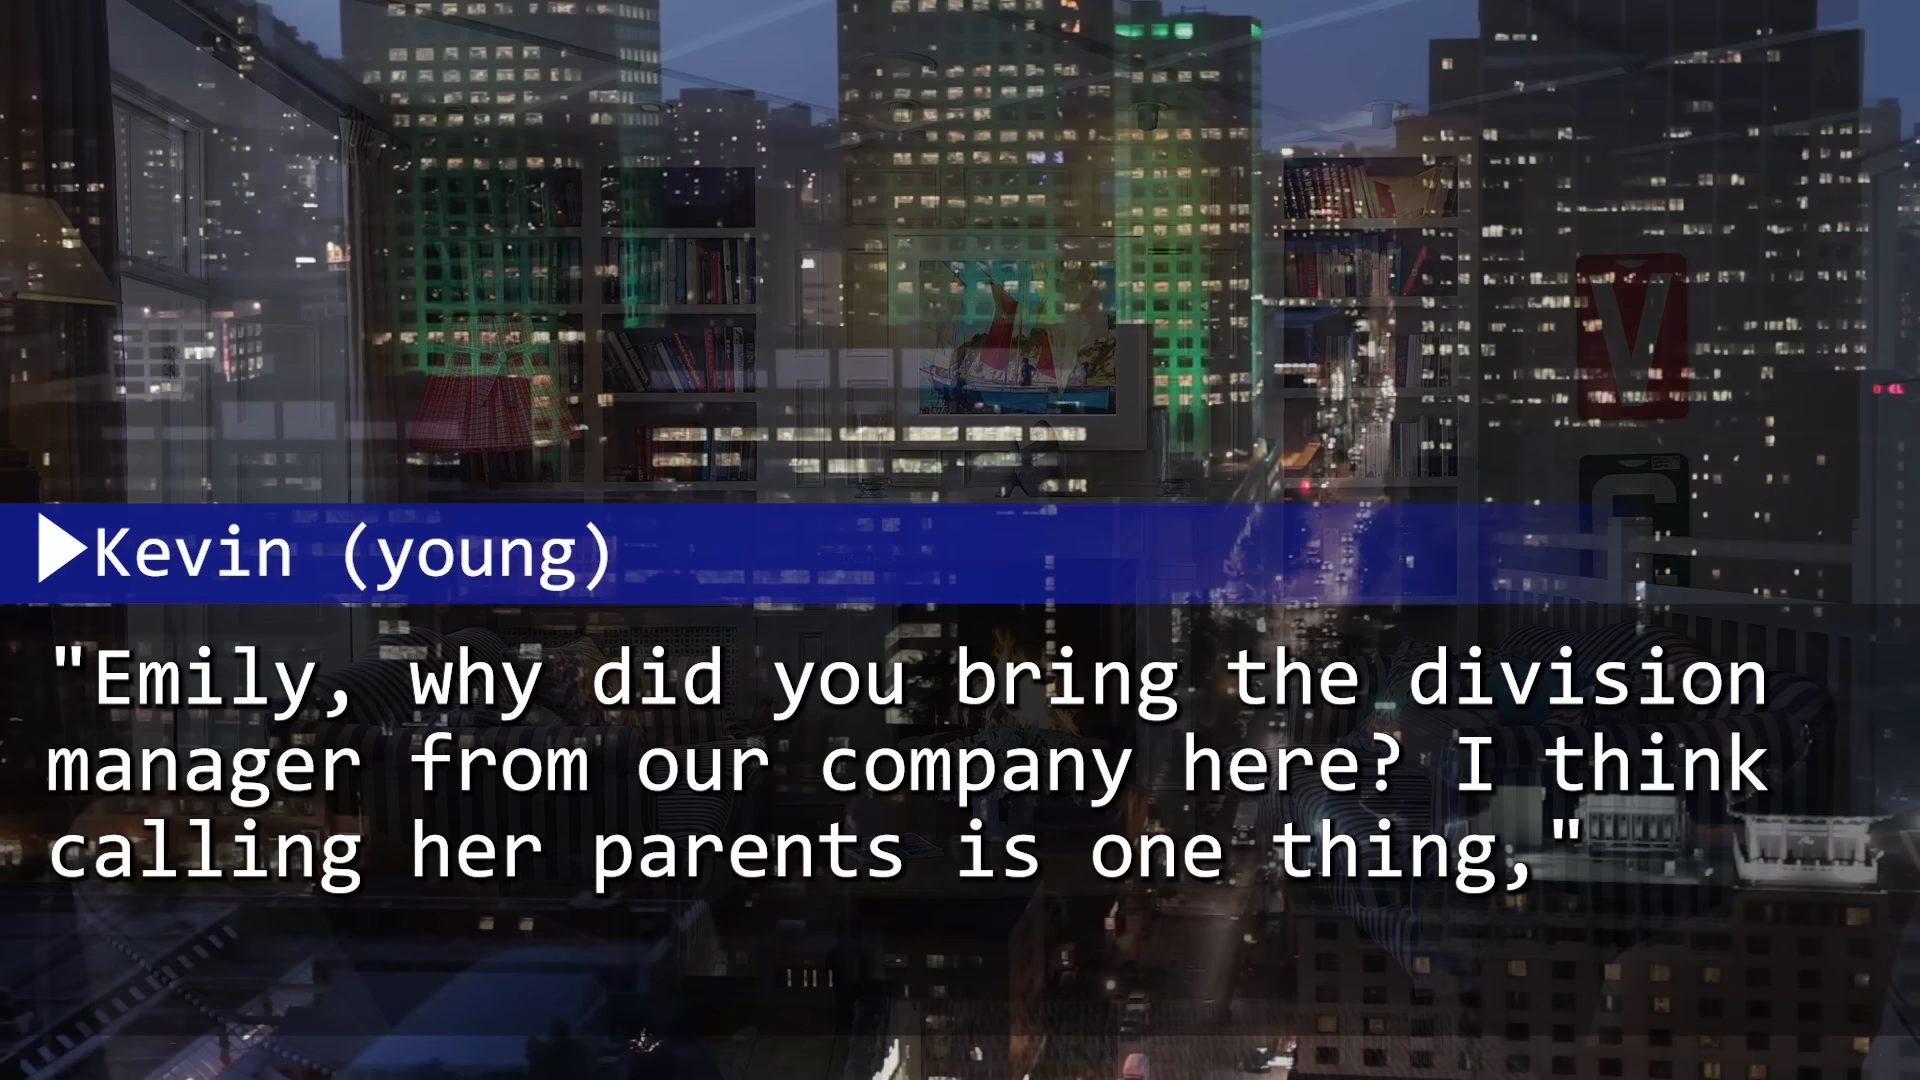 Kevin (young)
"Emily, why did you bring the division
manager from our company here? I think
calling her parents is one thing,"
V